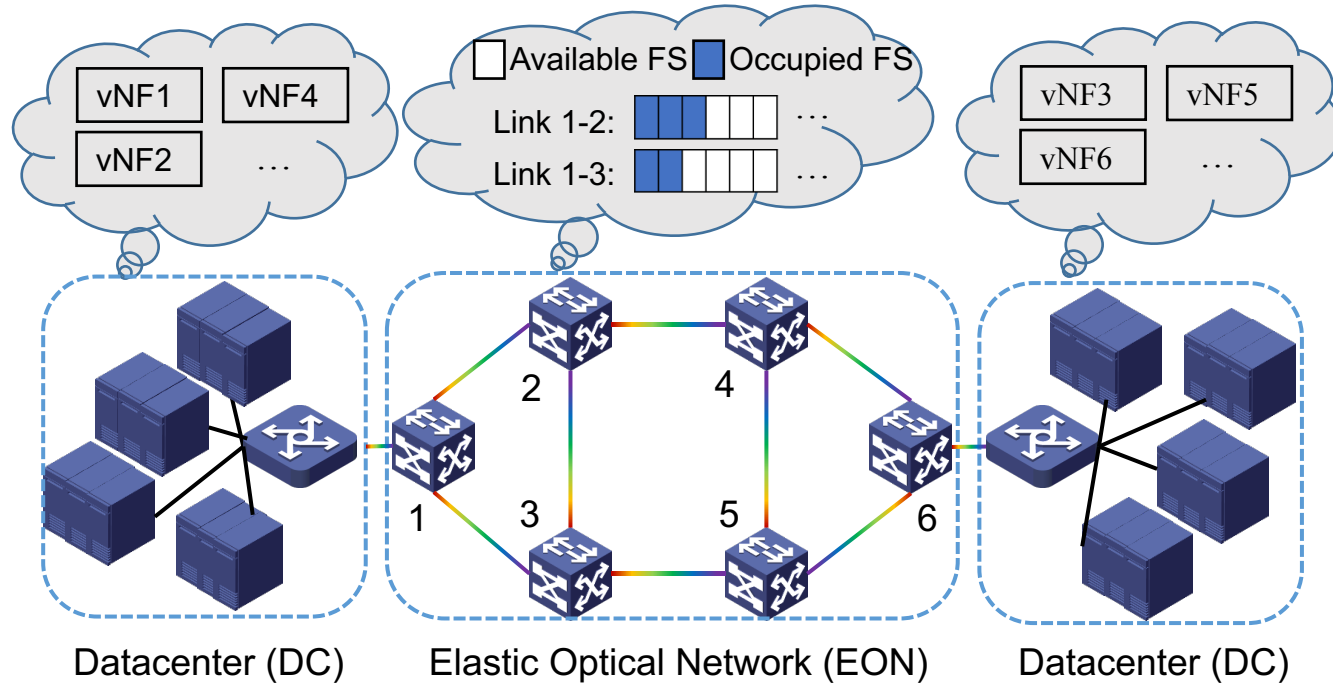 vNF1 vNF4
vNF2 …
Available FS Occupied FS
Link 1-2: …
Link 1-3: …
vNF3 vNF5
vNF6 …
2 4
1 3 5 6
Datacenter (DC) Elastic Optical Network (EON) Datacenter (DC)